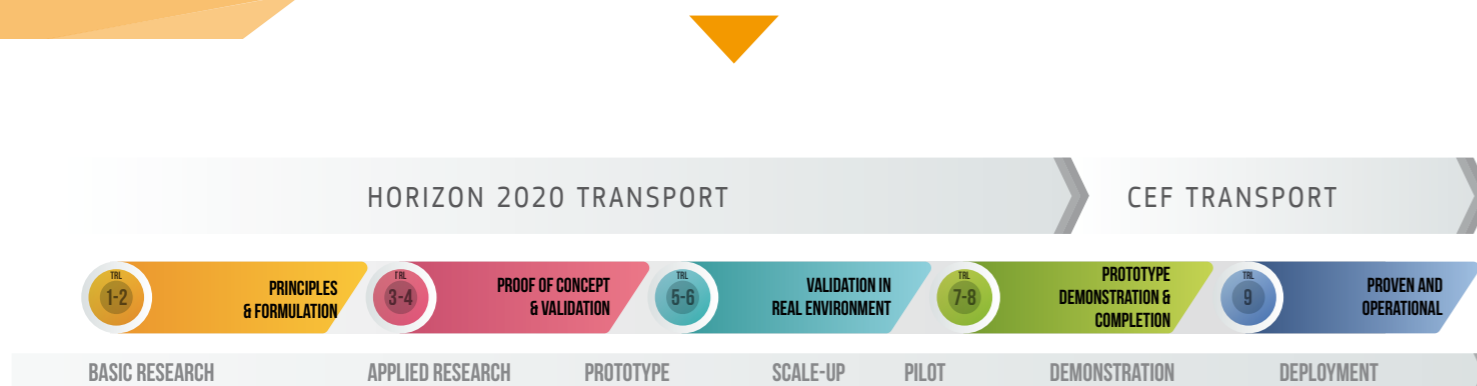 HORIZON 2020 TRANSPORT
CEF TRANSPORT
TRL
1-2
PRINCIPLES
& FORMULATION
TRL
3-4
PROOF OF CONCEPT
& VALIDATION
TRL
5-6
VALIDATION IN
REAL ENVIRONMENT
TRL
7-8
PROTOTYPE
DEMONSTRATION &
COMPLETION
TRL
9
PROVEN AND
OPERATIONAL
BASIC RESEARCH
APPLIED RESEARCH
PROTOTYPE
SCALE-UP
PILOT
DEMONSTRATION
DEPLOYMENT